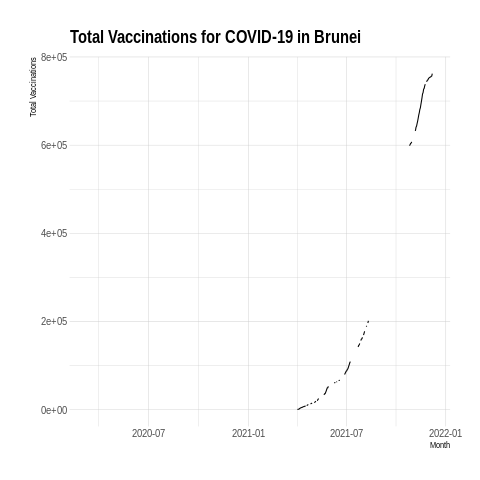 Total Vaccinations for COVID-19 in Brunei
Total Vaccinations
8e+05
6e+05
4e+05
2e+05
0e+00
2020-07
2021-01
2021-07
2022-01
Month